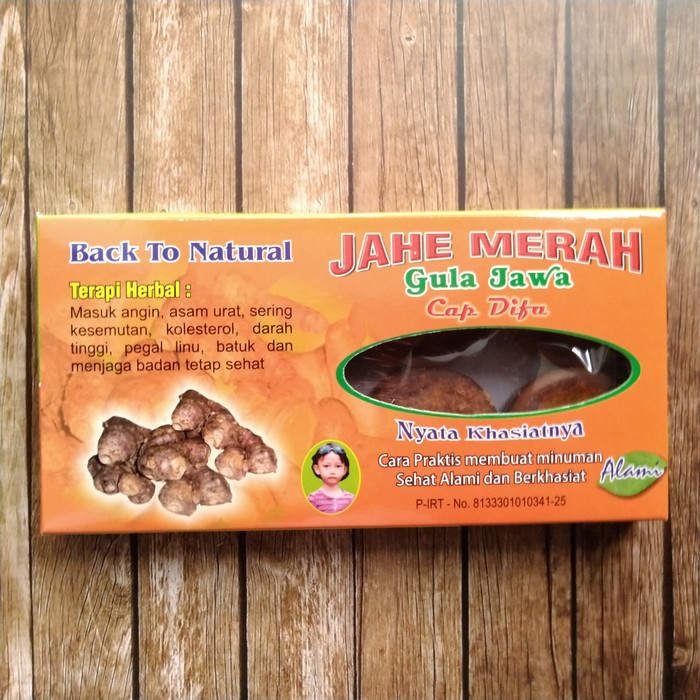 Back To Natural
Terapi Herbal :
Masuk angin, asam urat, sering
kesemutan, kolesterol, darah
tinggi, pegal linu, batuk dan
menjaga badan tetap sehat
JAHE MERAH
Gula Jawa
Cap Difa
Nyata Khasiatnya
Cara Praktis membuat minuman
Sehat Alami dan Berkhasiat
Alami
P-IRT - No. 8133301010341-25